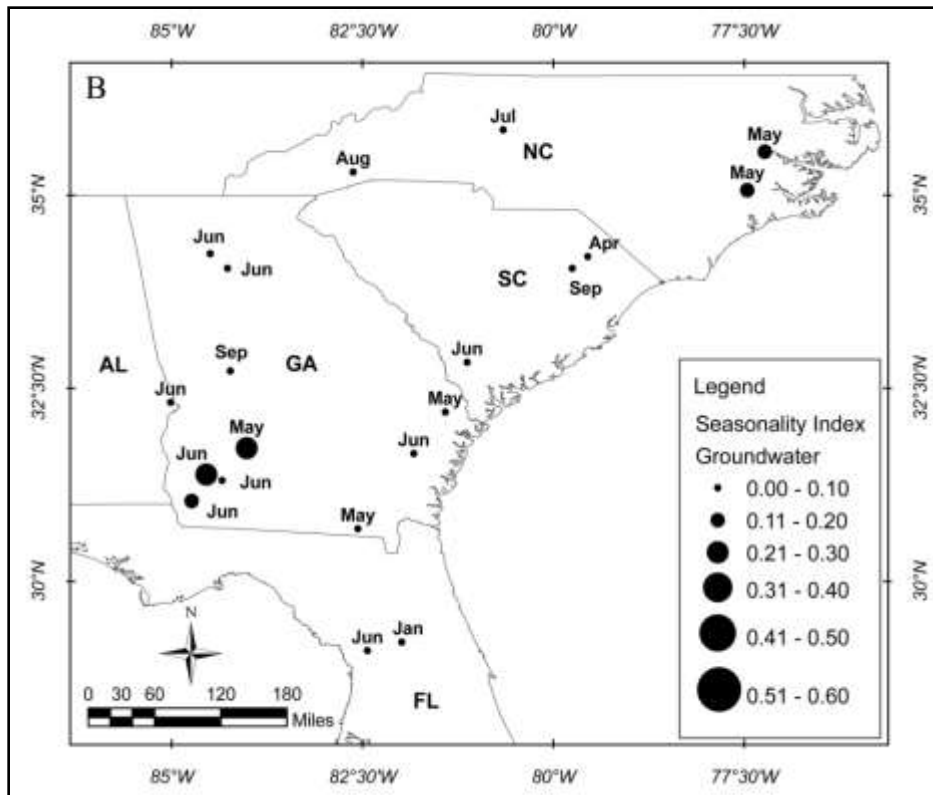 85°W 82°30'W 80°W 77°30'W
B
Jul
NC
May
Aug
May
35°N 35°N
Jun
Apr
Jun
SC
Sep
Sep
GA
Jun
AL
Jun
May
32°30'N 32°30'N
May
Jun
Jun
Jun
Jun
May
Legend
Seasonality Index
Groundwater
0.00 - 0.10
0.11 - 0.20
0.21 - 0.30
0.31 - 0.40
0.41 - 0.50
0.51 - 0.60
30°N 30°N
N
Jun
Jan
FL
0 30 60 120 180
Miles
85°W 82°30'W 80°W 77°30'W